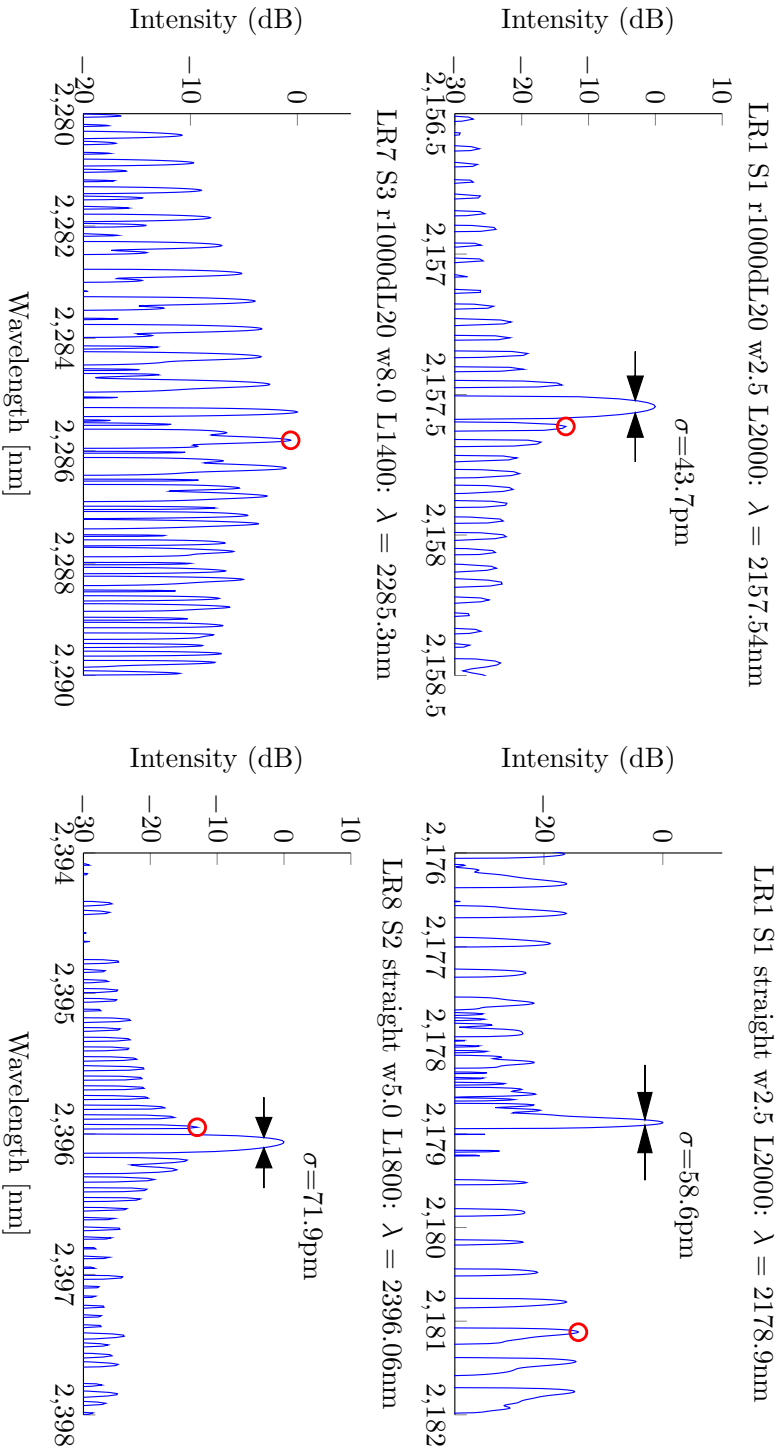 LR1 S1 r1000dL20 w2.5 L2000: λ = 2157.54nm
Intensity (dB)
0
−10
−20
−30
σ=43.7pm
2,156.5
2,157
2,157.5
2,158
2,158.5
LR1 S1 straight w2.5 L2000: λ = 2178.9nm
Intensity (dB)
0
−20
σ=58.6pm
2,176
2,177
2,178
2,179
2,180
2,181
2,182
LR7 S3 r1000dL20 w8.0 L1400: λ = 2285.3nm
Intensity (dB)
0
−10
−20
2,280
2,282
2,284
2,286
2,288
2,290
Wavelength [nm]
LR8 S2 straight w5.0 L1800: λ = 2396.06nm
Intensity (dB)
10
0
−10
−20
−30
σ=71.9pm
2,394
2,395
2,396
2,397
2,398
Wavelength [nm]